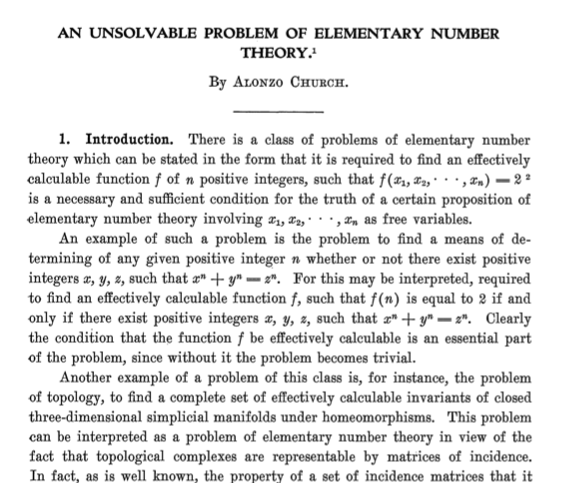 AN UNSOLVABLE PROBLEM OF ELEMENTARY NUMBER
THEORY.¹
By ALONZO CHURCH.
1. Introduction. There is a class of problems of elementary number
theory which can be stated in the form that it is required to find an effectively
calculable function f of n positive integers, such that f(x₁, x₂, · · ·, xₙ) = 2 ²
is a necessary and sufficient condition for the truth of a certain proposition of
elementary number theory involving x₁, x₂, · · ·, xₙ as free variables.
An example of such a problem is the problem to find a means of de-
termining of any given positive integer n whether or not there exist positive
integers x, y, z, such that xⁿ + yⁿ = zⁿ. For this may be interpreted, required
to find an effectively calculable function f, such that f(n) is equal to 2 if and
only if there exist positive integers x, y, z, such that xⁿ + yⁿ = zⁿ. Clearly
the condition that the function f be effectively calculable is an essential part
of the problem, since without it the problem becomes trivial.
Another example of a problem of this class is, for instance, the problem
of topology, to find a complete set of effectively calculable invariants of closed
three-dimensional simplicial manifolds under homeomorphisms. This problem
can be interpreted as a problem of elementary number theory in view of the
fact that topological complexes are representable by matrices of incidence.
In fact, as is well known, the property of a set of incidence matrices that it